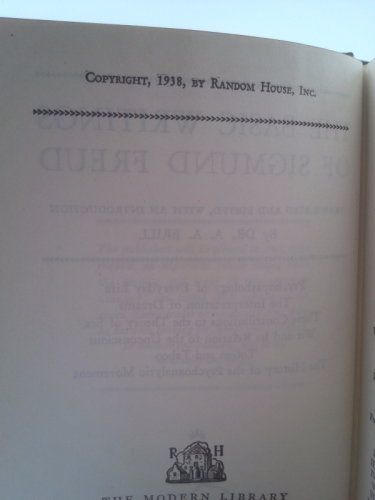 COPYRIGHT, 1938, BY RANDOM HOUSE, INC.
THE BASIC WRITINGS
OF SIGMUND FREUD
TRANSLATED AND EDITED, WITH AN INTRODUCTION
By DR. A. A. BRILL
Psychopathology of Everyday Life
The Interpretation of Dreams
Three Contributions to the Theory of Sex
Wit and Its Relation to the Unconscious
Totem and Taboo
The History of the Psychoanalytic Movement
R H
THE MODERN LIBRARY